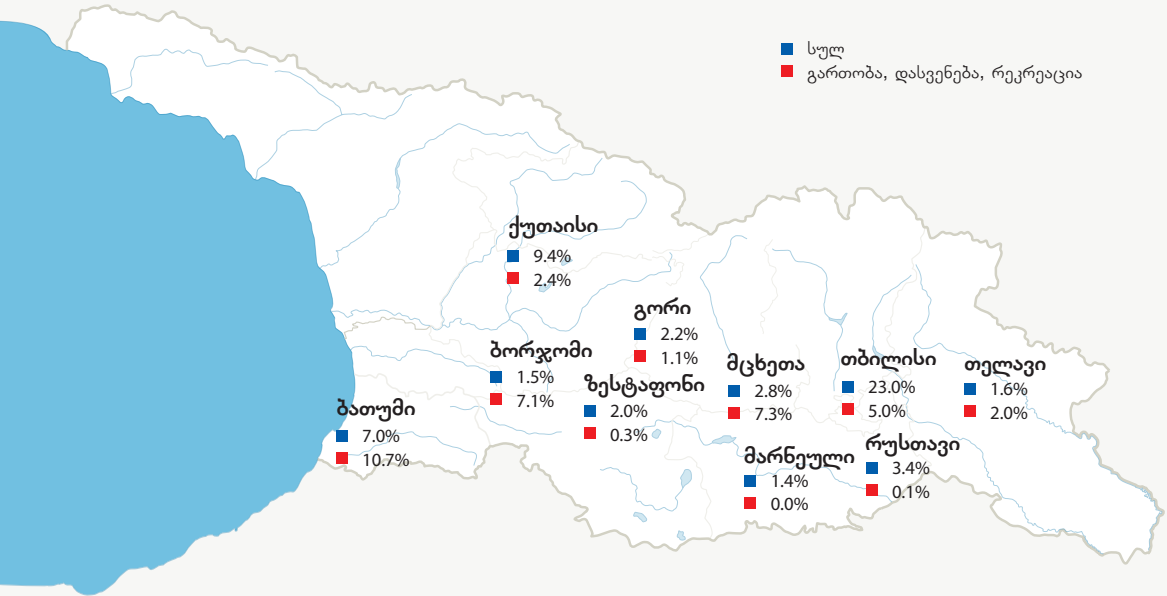 სულ
გართობა, დასვენება, რეკრეაცია
ქუთაისი
9.4%
2.4%
გორი
2.2%
1.1%
ბორჯომი
1.5%
7.1%
ზესტაფონი
2.0%
0.3%
მცხეთა
2.8%
7.3%
თბილისი
23.0%
5.0%
თელავი
1.6%
2.0%
ბათუმი
7.0%
10.7%
მარნეული
1.4%
0.0%
რუსთავი
3.4%
0.1%